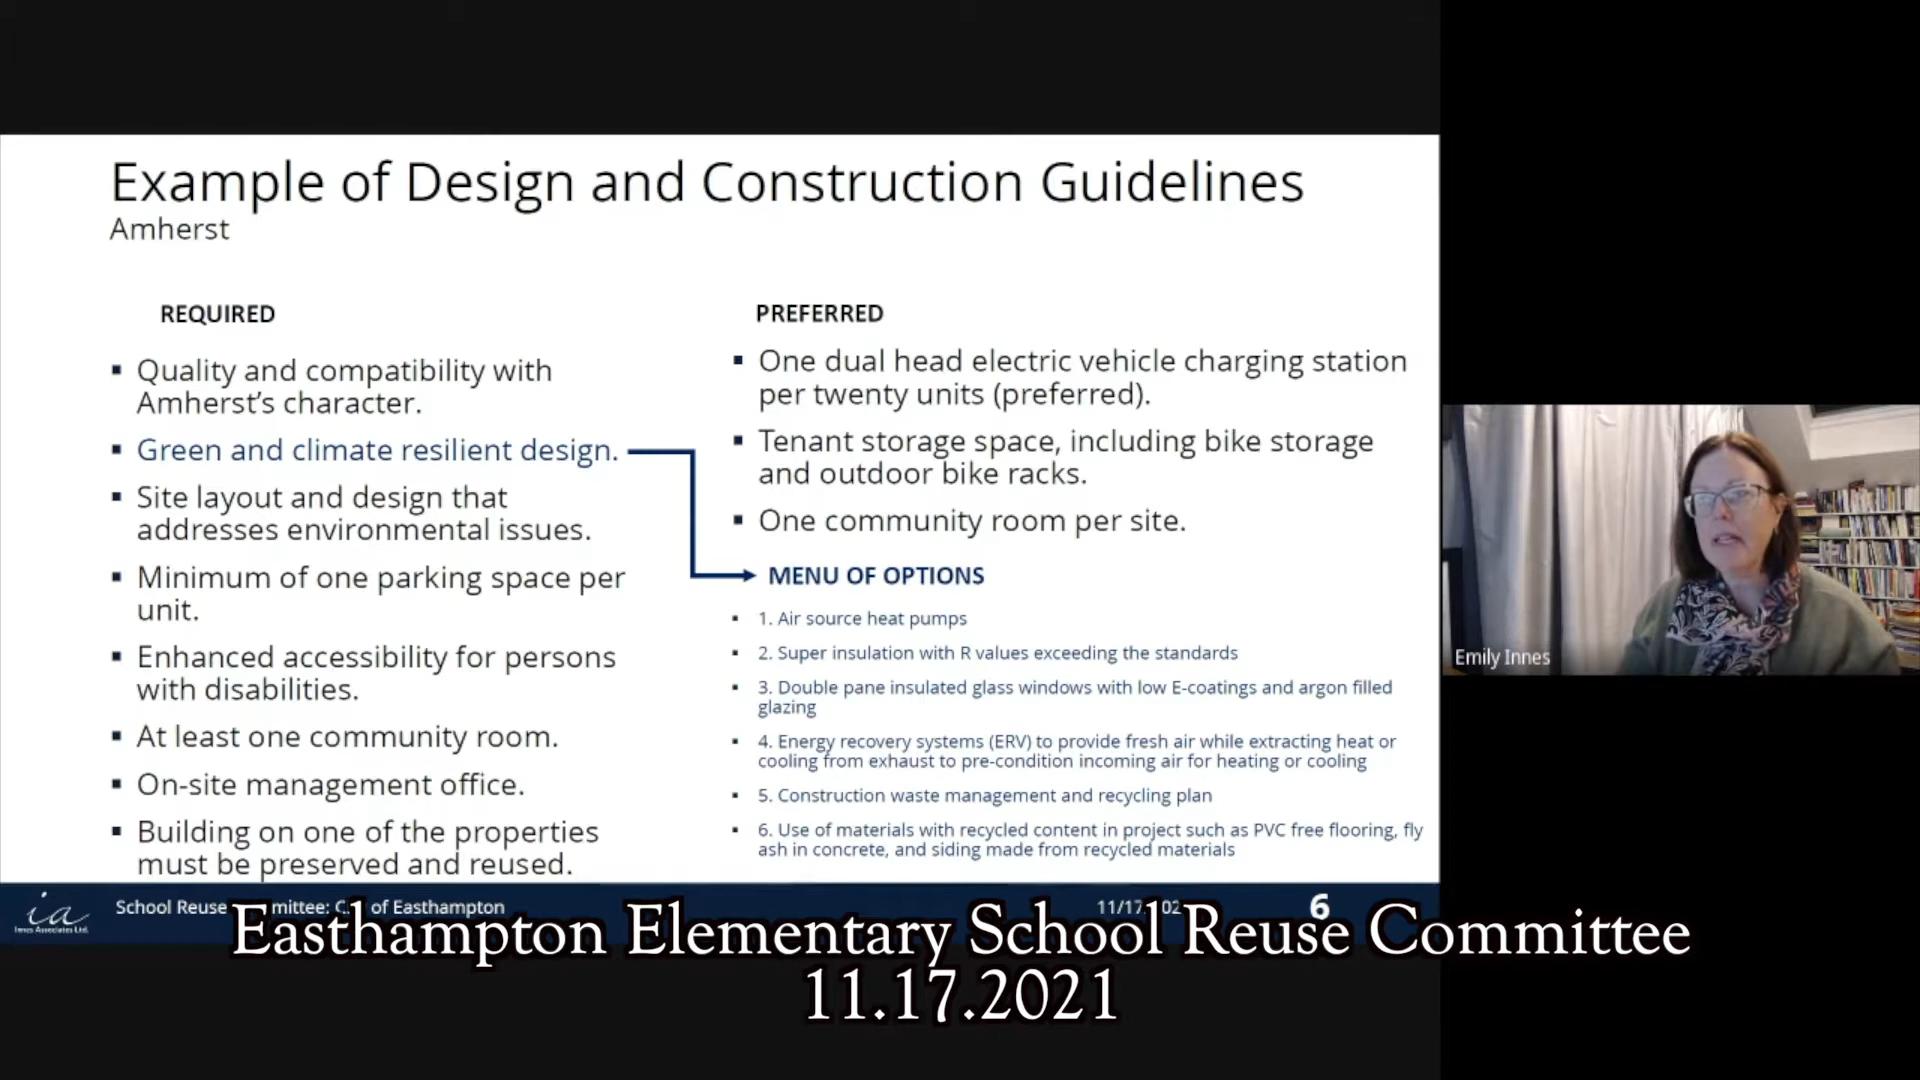 Example of Design and Construction Guidelines
Amherst
REQUIRED
▪ Quality and compatibility with
Amherst's character.
▪ Green and climate resilient design.
▪ Site layout and design that
addresses environmental issues.
▪ Minimum of one parking space per
unit.
▪ Enhanced accessibility for persons
with disabilities.
▪ At least one community room.
▪ On-site management office.
▪ Building on one of the properties
must be preserved and reused.
PREFERRED
▪ One dual head electric vehicle charging station
per twenty units (preferred).
▪ Tenant storage space, including bike storage
and outdoor bike racks.
▪ One community room per site.
MENU OF OPTIONS
▪ 1. Air source heat pumps
▪ 2. Super insulation with R values exceeding the standards
▪ 3. Double pane insulated glass windows with low E-coatings and argon filled
glazing
▪ 4. Energy recovery systems (ERV) to provide fresh air while extracting heat or
cooling from exhaust to pre-condition incoming air for heating or cooling
▪ 5. Construction waste management and recycling plan
▪ 6. Use of materials with recycled content in project such as PVC free flooring, fly
ash in concrete, and siding made from recycled materials
Emily Innes
ia
Innes Associates Ltd.
School Reuse of Easthampton
11/17
6
Easthampton Elementary School Reuse Committee
11.17.2021